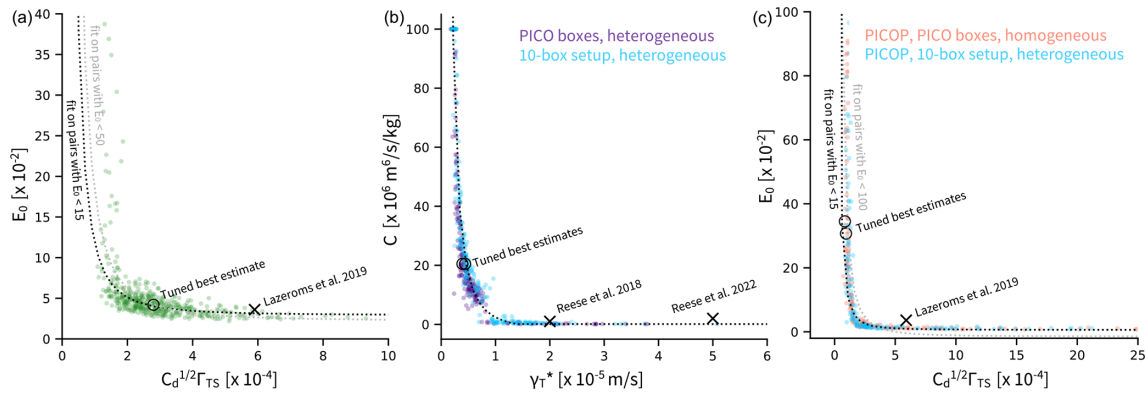 (a)
40
35
30
25
20
15
10
5
0
E₀ [x 10⁻²]
fit on pairs with E₀ < 15
fit on pairs with E₀ < 50
Tuned best estimate
Lazeroms et al. 2019
0 2 4 6 8 10
C_d^1/2 Γ_TS [x 10⁻⁴]
(b)
100
80
60
40
20
0
C [x 10⁶ m⁶/s/kg]
PICO boxes, heterogeneous
10-box setup, heterogeneous
Tuned best estimates
Reese et al. 2018
Reese et al. 2022
0 1 2 3 4 5 6
γ_T* [x 10⁻⁵ m/s]
(c)
100
80
60
40
20
0
E₀ [x 10⁻²]
PICOP, PICO boxes, homogeneous
PICOP, 10-box setup, heterogeneous
fit on pairs with E₀ < 15
fit on pairs with E₀ < 100
Tuned best estimates
Lazeroms et al. 2019
0 5 10 15 20 25
C_d^1/2 Γ_TS [x 10⁻⁴]